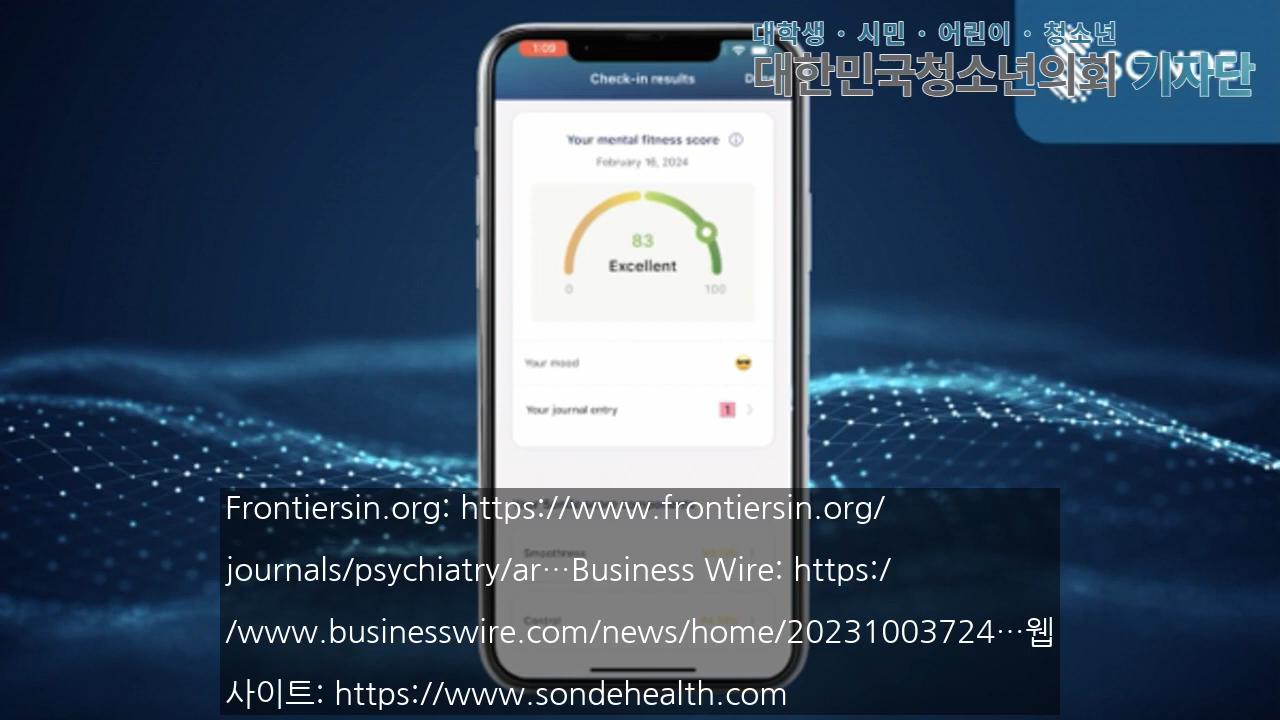 대학생 · 시민 · 어린이 · 청소년
대한민국청소년의회 기자단
1:09
Check-in results
Your mental fitness score
February 16, 2024
83
Excellent
0
100
Your mood
Your journal entry
1
Frontiersin.org: https://www.frontiersin.org/
journals/psychiatry/ar…Business Wire: https:/
/www.businesswire.com/news/home/20231003724…웹
사이트: https://www.sondehealth.com
Smoothness
Control